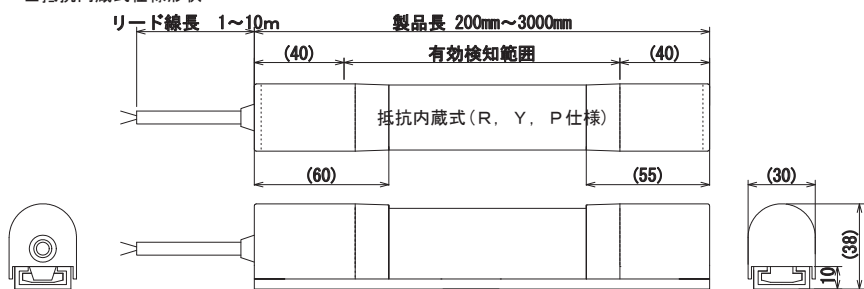 リード線長 1～10m
製品長 200mm～3000mm
(40)
有効検知範囲
(40)
抵抗内蔵式(R, Y, P仕様)
(60)
(55)
(30)
(38)
10